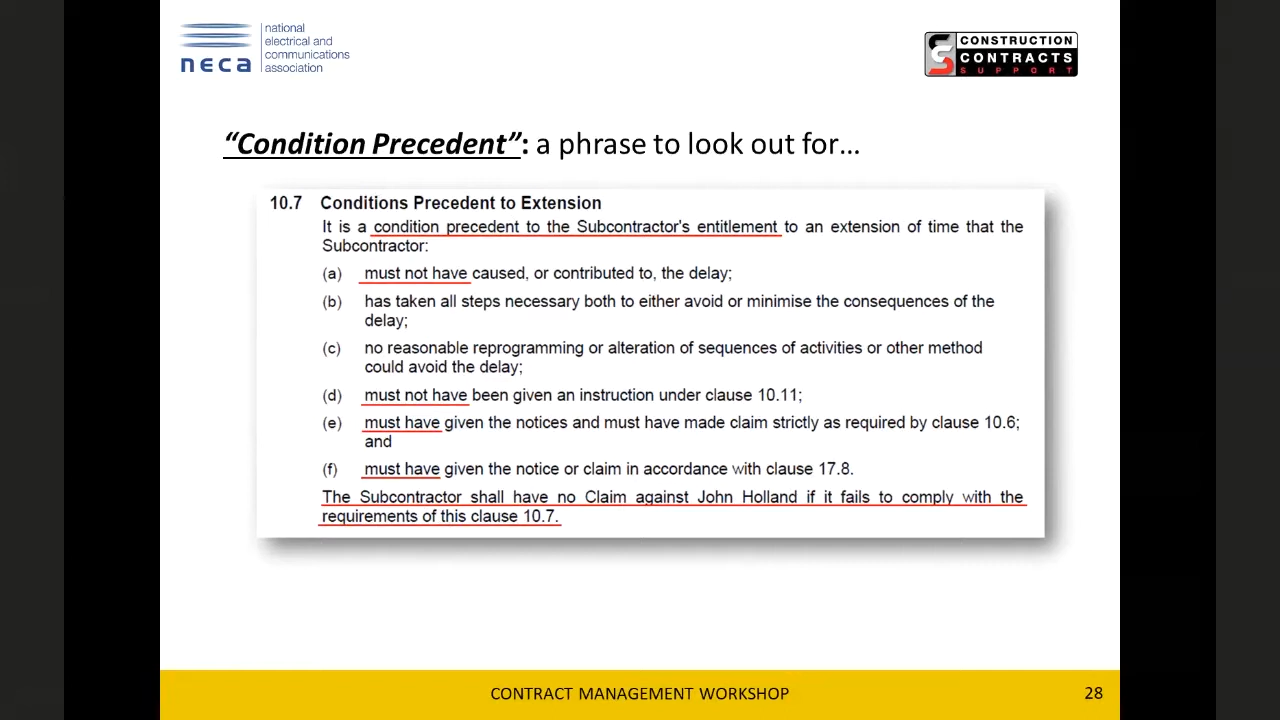 neca
national
electrical and
communications
association
CONSTRUCTION
CONTRACTS
SUPPORT
“Condition Precedent”: a phrase to look out for…
10.7 Conditions Precedent to Extension
It is a condition precedent to the Subcontractor's entitlement to an extension of time that the
Subcontractor:
(a) must not have caused, or contributed to, the delay;
(b) has taken all steps necessary both to either avoid or minimise the consequences of the
delay;
(c) no reasonable reprogramming or alteration of sequences of activities or other method
could avoid the delay;
(d) must not have been given an instruction under clause 10.11;
(e) must have given the notices and must have made claim strictly as required by clause 10.6;
and
(f) must have given the notice or claim in accordance with clause 17.8.
The Subcontractor shall have no Claim against John Holland if it fails to comply with the
requirements of this clause 10.7.
CONTRACT MANAGEMENT WORKSHOP
28